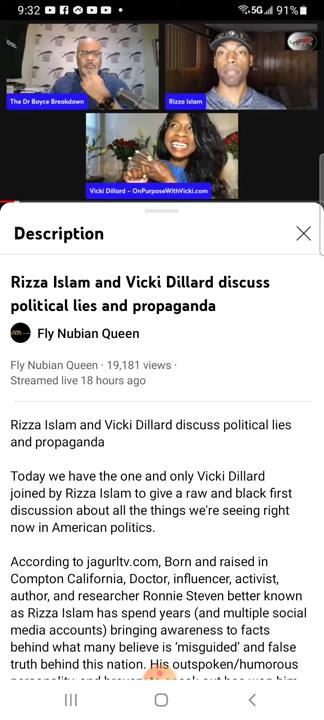 9:32
5G 91%
The Dr Boyce Breakdown
Rizza Islam
Vicki Dillard ~ OnPurposeWithVicki.com
Description
Rizza Islam and Vicki Dillard discuss
political lies and propaganda
Fly Nubian Queen
Fly Nubian Queen · 19,181 views ·
Streamed live 18 hours ago
Rizza Islam and Vicki Dillard discuss political lies
and propaganda
Today we have the one and only Vicki Dillard
joined by Rizza Islam to give a raw and black first
discussion about all the things we're seeing right
now in American politics.
According to jagurltv.com, Born and raised in
Compton California, Doctor, influencer, activist,
author, and researcher Ronnie Steven better known
as Rizza Islam has spend years (and multiple social
media accounts) bringing awareness to facts
behind what many believe is ‘misguided’ and false
truth behind this nation. His outspoken/humorous